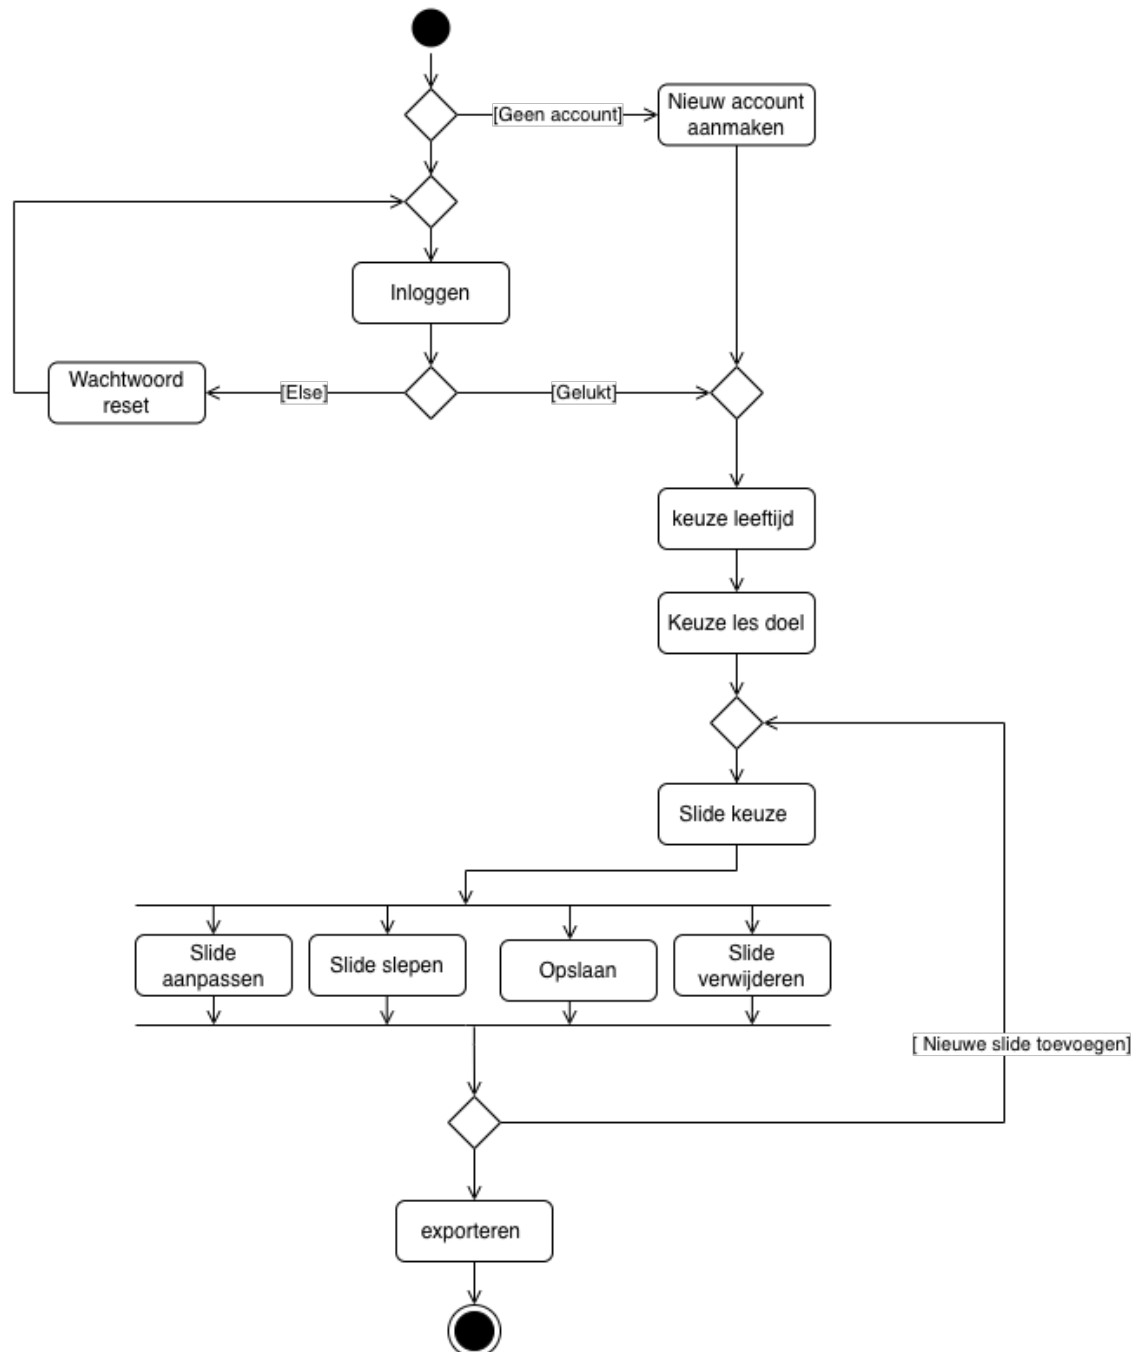 [Geen account]
Nieuw account
aanmaken
Inloggen
Wachtwoord
reset
[Else]
[Gelukt]
keuze leeftijd
Keuze les doel
Slide keuze
Slide
aanpassen
Slide slepen
Opslaan
Slide
verwijderen
[ Nieuwe slide toevoegen]
exporteren